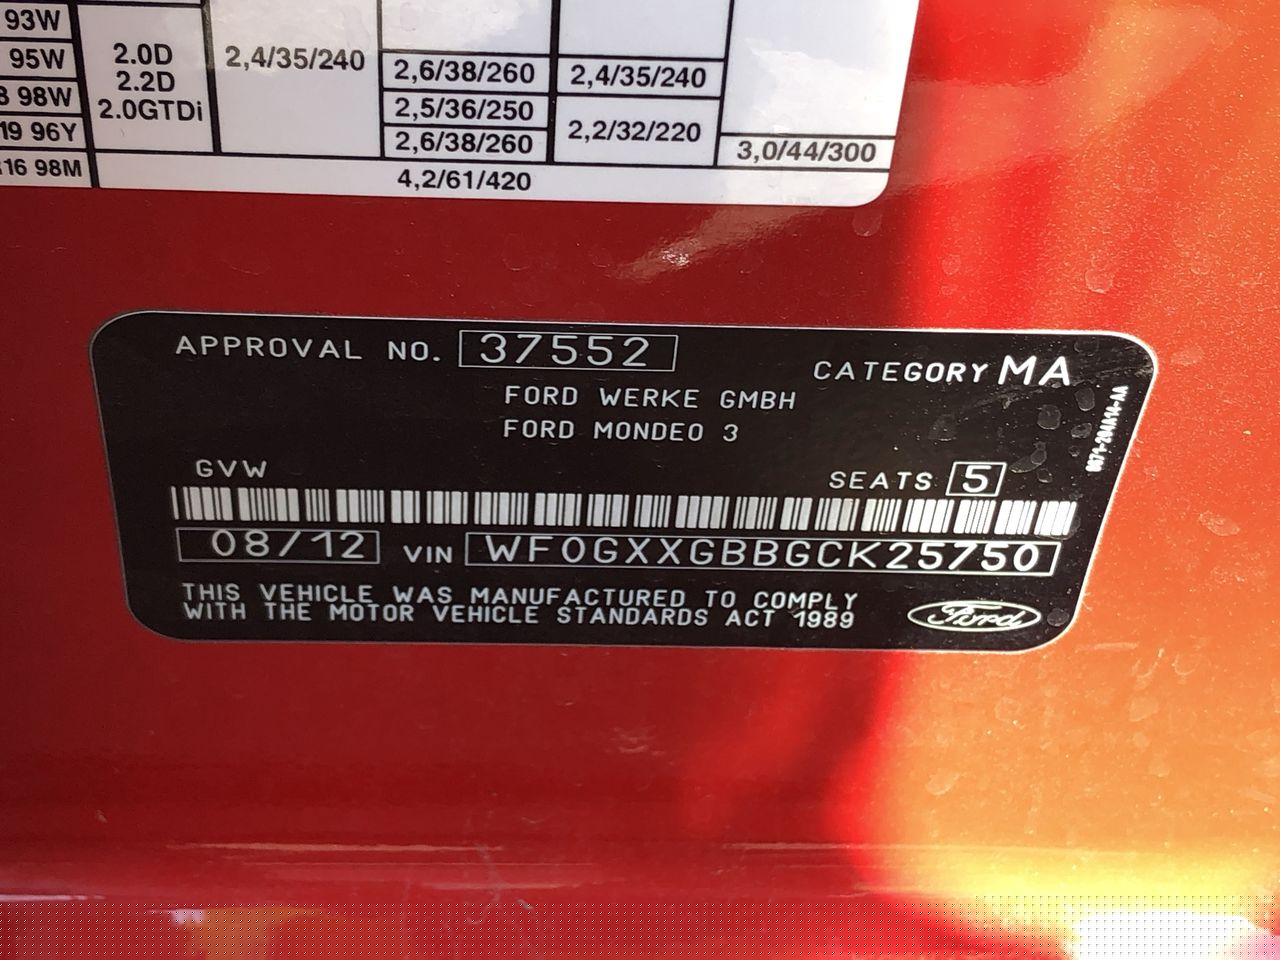 93W
95W 2.0D 2,4/35/240 2,6/38/260 2,4/35/240
2.2D
98W 2.0GTDi 2,5/36/250
19 96Y 2,6/38/260 2,2/32/220 3,0/44/300
16 98M 4,2/61/420
APPROVAL NO. 37552
CATEGORY MA
FORD WERKE GMBH
FORD MONDEO 3
GVW
SEATS 5
08/12 VIN WF0GXXGBBGCK25750
THIS VEHICLE WAS MANUFACTURED TO COMPLY
WITH THE MOTOR VEHICLE STANDARDS ACT 1989
Ford